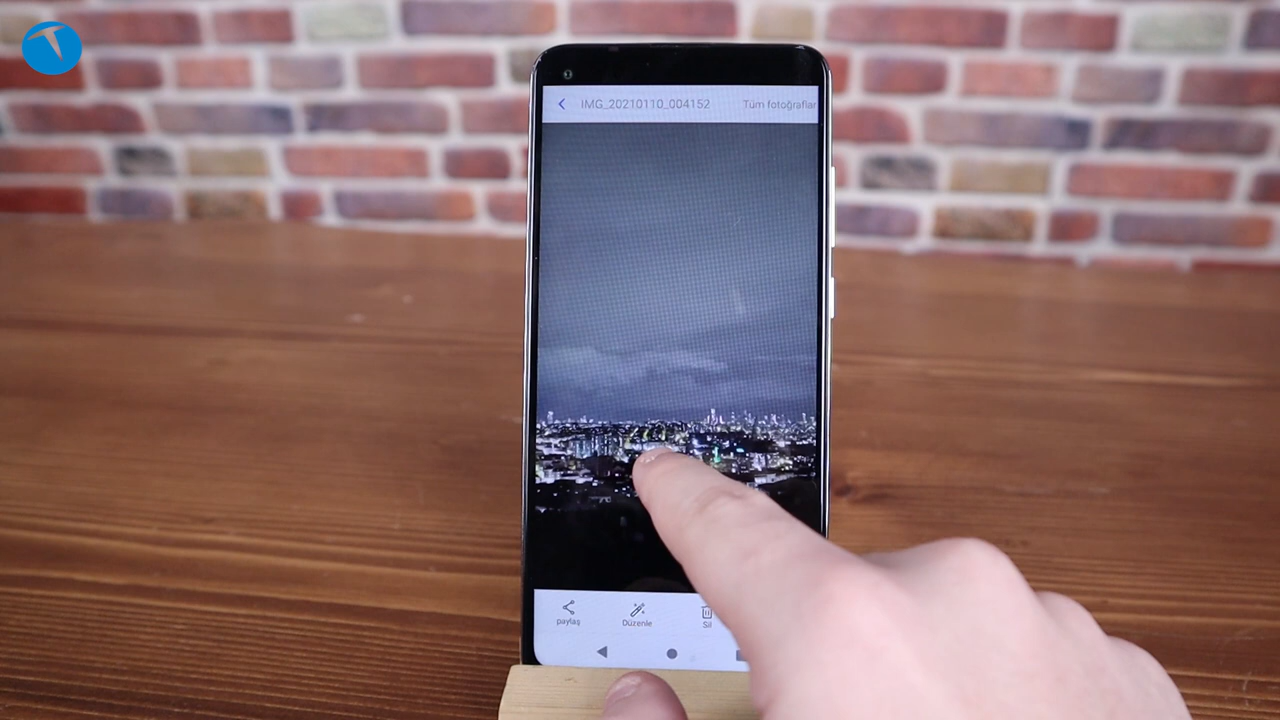 IMG_20210110_004152
Tüm fotoğraflar
paylaş
Düzenle
Sil